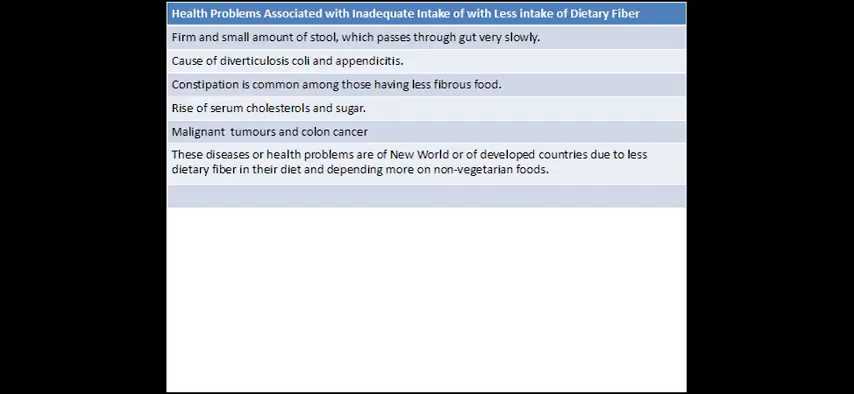 Health Problems Associated with Inadequate Intake of with Less intake of Dietary Fiber
Firm and small amount of stool, which passes through gut very slowly.
Cause of diverticulosis coli and appendicitis.
Constipation is common among those having less fibrous food.
Rise of serum cholesterols and sugar.
Malignant  tumours and colon cancer
These diseases or health problems are of New World or of developed countries due to less
dietary fiber in their diet and depending more on non-vegetarian foods.